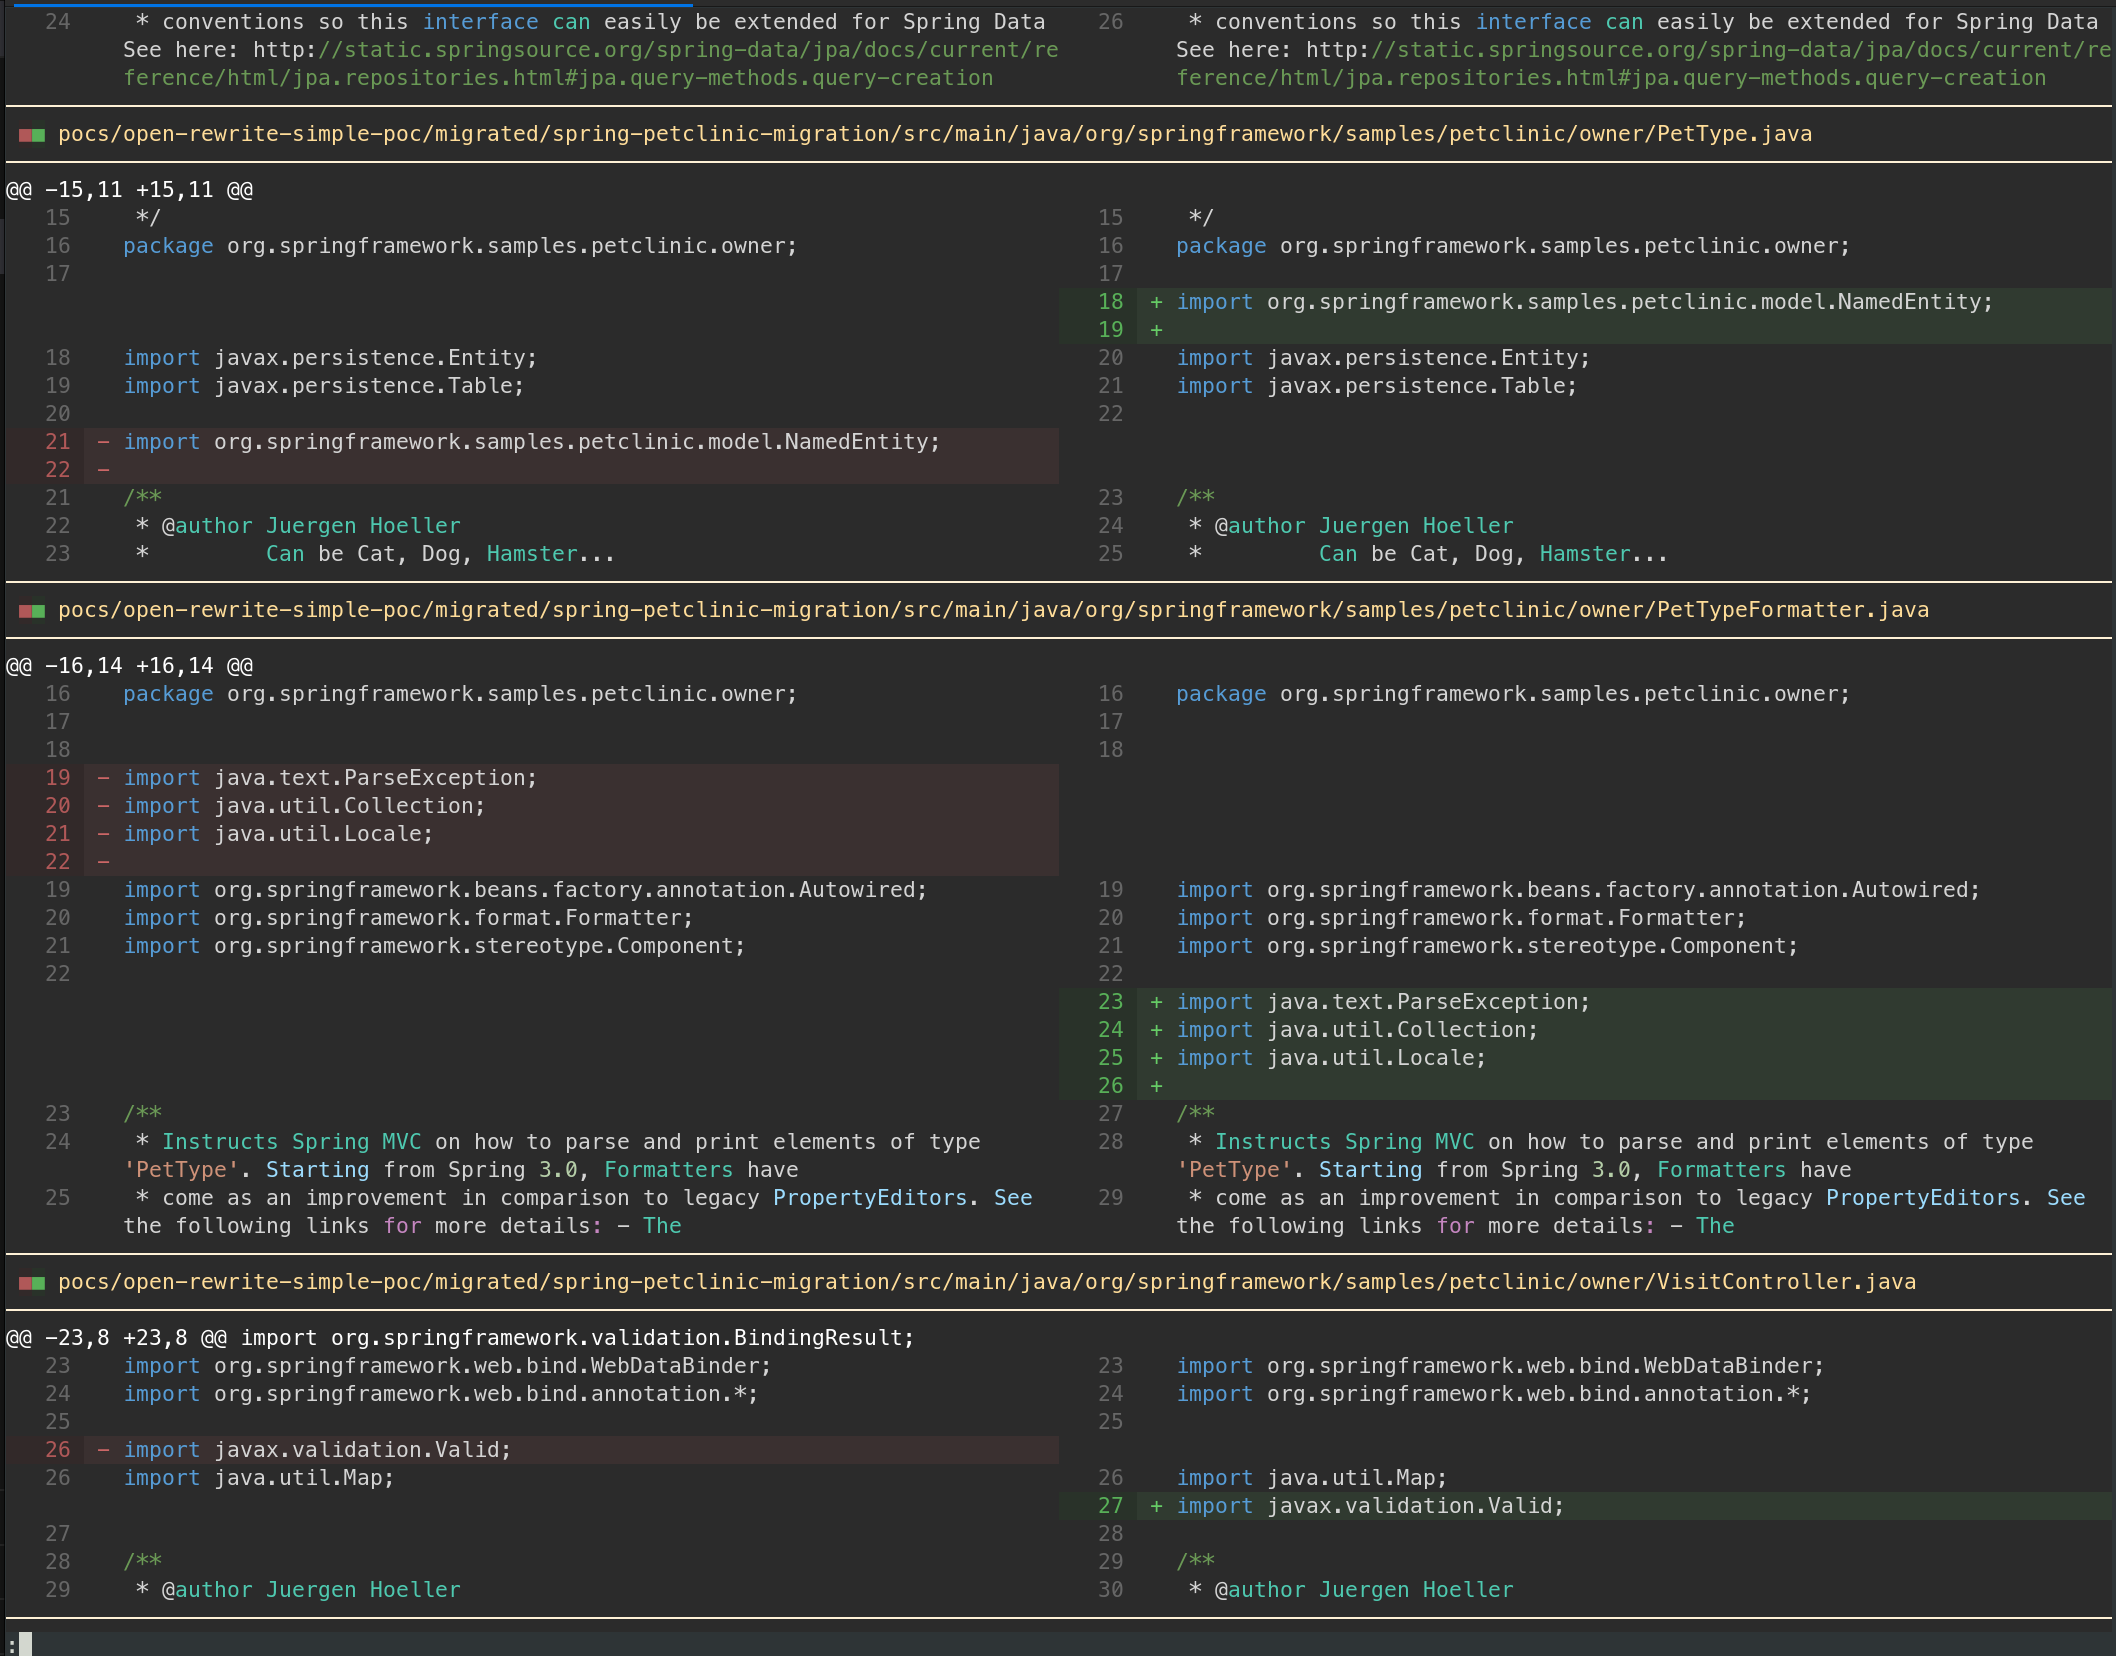 24 * conventions so this interface can easily be extended for Spring Data 26 * conventions so this interface can easily be extended for Spring Data
See here: http://static.springsource.org/spring-data/jpa/docs/current/re See here: http://static.springsource.org/spring-data/jpa/docs/current/re
ference/html/jpa.repositories.html#jpa.query-methods.query-creation ference/html/jpa.repositories.html#jpa.query-methods.query-creation
pocs/open-rewrite-simple-poc/migrated/spring-petclinic-migration/src/main/java/org/springframework/samples/petclinic/owner/PetType.java
@@ -15,11 +15,11 @@
15 */ 15 */
16 package org.springframework.samples.petclinic.owner; 16 package org.springframework.samples.petclinic.owner;
17 17
18 + import org.springframework.samples.petclinic.model.NamedEntity;
19 +
18 import javax.persistence.Entity; 20 import javax.persistence.Entity;
19 import javax.persistence.Table; 21 import javax.persistence.Table;
20 22
21 - import org.springframework.samples.petclinic.model.NamedEntity;
22 -
21 /** 23 /**
22 * @author Juergen Hoeller 24 * @author Juergen Hoeller
23 * Can be Cat, Dog, Hamster... 25 * Can be Cat, Dog, Hamster...
pocs/open-rewrite-simple-poc/migrated/spring-petclinic-migration/src/main/java/org/springframework/samples/petclinic/owner/PetTypeFormatter.java
@@ -16,14 +16,14 @@
16 package org.springframework.samples.petclinic.owner; 16 package org.springframework.samples.petclinic.owner;
17 17
18 18
19 - import java.text.ParseException;
20 - import java.util.Collection;
21 - import java.util.Locale;
22 -
19 import org.springframework.beans.factory.annotation.Autowired; 19 import org.springframework.beans.factory.annotation.Autowired;
20 import org.springframework.format.Formatter; 20 import org.springframework.format.Formatter;
21 import org.springframework.stereotype.Component; 21 import org.springframework.stereotype.Component;
22 22
23 + import java.text.ParseException;
24 + import java.util.Collection;
25 + import java.util.Locale;
26 +
23 /** 27 /**
24 * Instructs Spring MVC on how to parse and print elements of type 28 * Instructs Spring MVC on how to parse and print elements of type
'PetType'. Starting from Spring 3.0, Formatters have 'PetType'. Starting from Spring 3.0, Formatters have
25 * come as an improvement in comparison to legacy PropertyEditors. See 29 * come as an improvement in comparison to legacy PropertyEditors. See
the following links for more details: - The the following links for more details: - The
pocs/open-rewrite-simple-poc/migrated/spring-petclinic-migration/src/main/java/org/springframework/samples/petclinic/owner/VisitController.java
@@ -23,8 +23,8 @@ import org.springframework.validation.BindingResult;
23 import org.springframework.web.bind.WebDataBinder; 23 import org.springframework.web.bind.WebDataBinder;
24 import org.springframework.web.bind.annotation.*; 24 import org.springframework.web.bind.annotation.*;
25 25
26 - import javax.validation.Valid;
26 import java.util.Map; 26 import java.util.Map;
27 + import javax.validation.Valid;
27 28
28 /** 29 /**
29 * @author Juergen Hoeller 30 * @author Juergen Hoeller
: